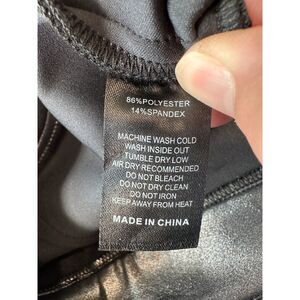 86%POLYESTER
14%SPANDEX
MACHINE WASH COLD
WASH INSIDE OUT
TUMBLE DRY LOW
AIR DRY RECOMMENDED
DO NOT BLEACH
DO NOT DRY CLEAN
DO NOT IRON
KEEP AWAY FROM HEAT
MADE IN CHINA